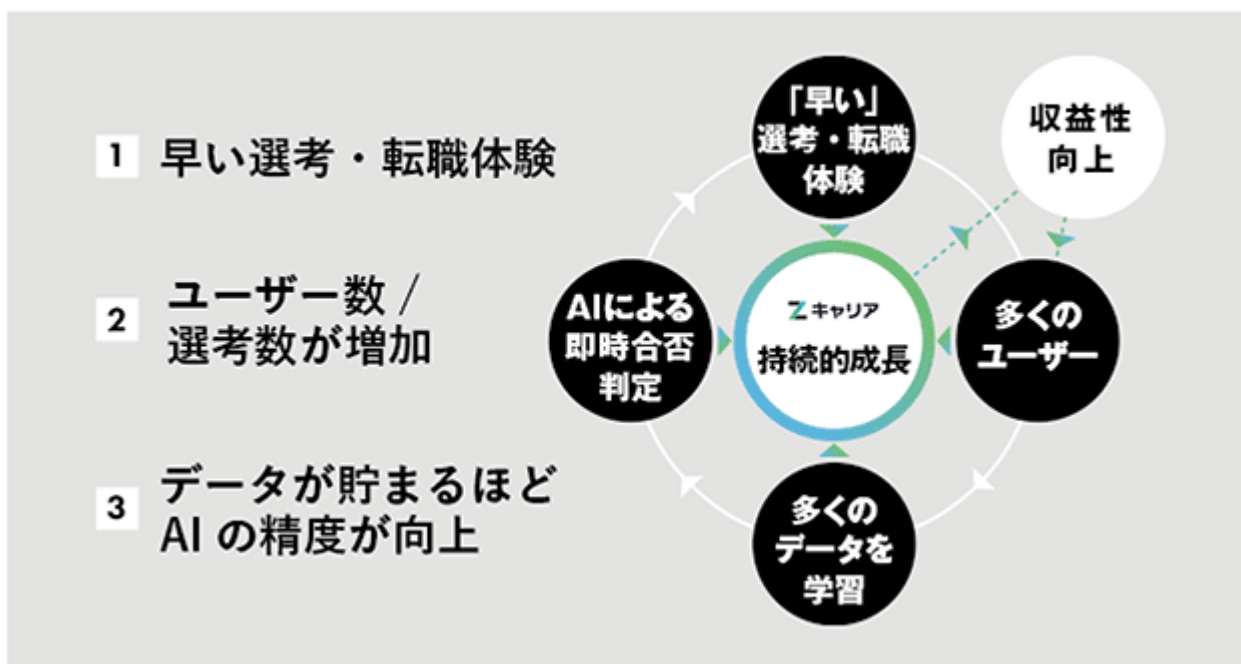 1 早い選考・転職体験
2 ユーザー数 /
選考数が増加
3 データが貯まるほど
AI の精度が向上
「早い」
選考・転職
体験
収益性
向上
AIによる
即時合否
判定
Zキャリア
持続的成長
多くの
ユーザー
多くの
データを
学習